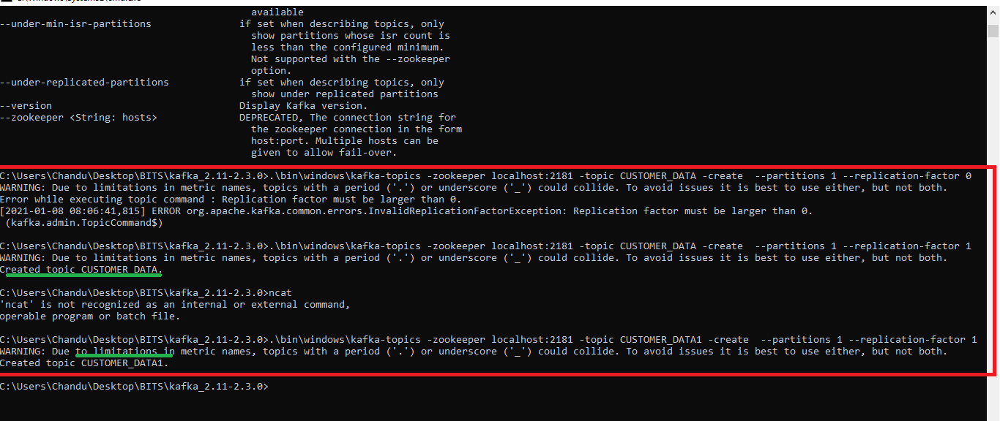 available
--under-min-isr-partitions if set when describing topics, only
show partitions whose isr count is
less than the configured minimum.
Not supported with the --zookeeper
option.
--under-replicated-partitions if set when describing topics, only
show under replicated partitions
--version Display Kafka version.
--zookeeper <String: hosts> DEPRECATED, The connection string for
the zookeeper connection in the form
host:port. Multiple hosts can be
given to allow fail-over.
C:\Users\Chandu\Desktop\BITS\kafka_2.11-2.3.0>.\bin\windows\kafka-topics -zookeeper localhost:2181 -topic CUSTOMER_DATA -create --partitions 1 --replication-factor 0
WARNING: Due to limitations in metric names, topics with a period ('.') or underscore ('_') could collide. To avoid issues it is best to use either, but not both.
Error while executing topic command : Replication factor must be larger than 0.
[2021-01-08 08:06:41,815] ERROR org.apache.kafka.common.errors.InvalidReplicationFactorException: Replication factor must be larger than 0.
(kafka.admin.TopicCommand$)
C:\Users\Chandu\Desktop\BITS\kafka_2.11-2.3.0>.\bin\windows\kafka-topics -zookeeper localhost:2181 -topic CUSTOMER_DATA -create --partitions 1 --replication-factor 1
WARNING: Due to limitations in metric names, topics with a period ('.') or underscore ('_') could collide. To avoid issues it is best to use either, but not both.
Created topic CUSTOMER_DATA.
C:\Users\Chandu\Desktop\BITS\kafka_2.11-2.3.0>ncat
'ncat' is not recognized as an internal or external command,
operable program or batch file.
C:\Users\Chandu\Desktop\BITS\kafka_2.11-2.3.0>.\bin\windows\kafka-topics -zookeeper localhost:2181 -topic CUSTOMER_DATA1 -create --partitions 1 --replication-factor 1
WARNING: Due to limitations in metric names, topics with a period ('.') or underscore ('_') could collide. To avoid issues it is best to use either, but not both.
Created topic CUSTOMER_DATA1.
C:\Users\Chandu\Desktop\BITS\kafka_2.11-2.3.0>